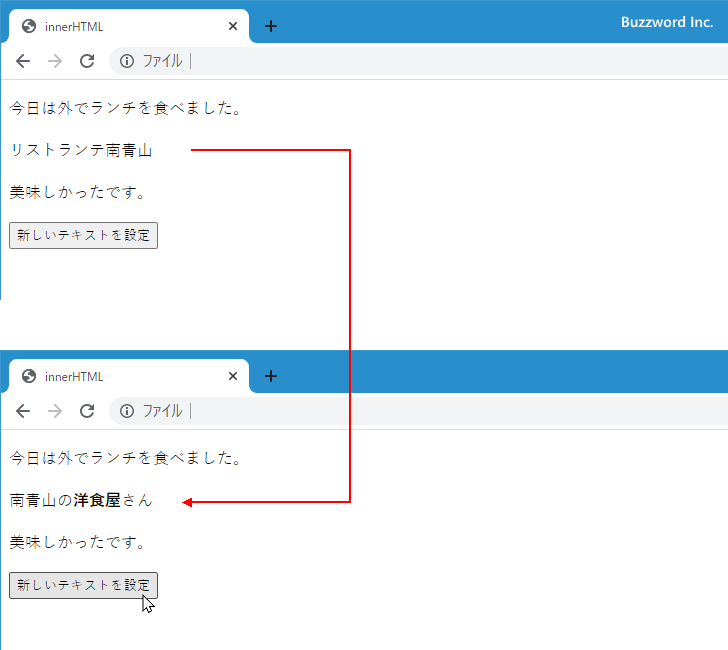 innerHTML
Buzzword Inc.
ファイル
今日は外でランチを食べました。
リストランテ南青山
美味しかったです。
新しいテキストを設定
innerHTML
ファイル
今日は外でランチを食べました。
南青山の洋食屋さん
美味しかったです。
新しいテキストを設定